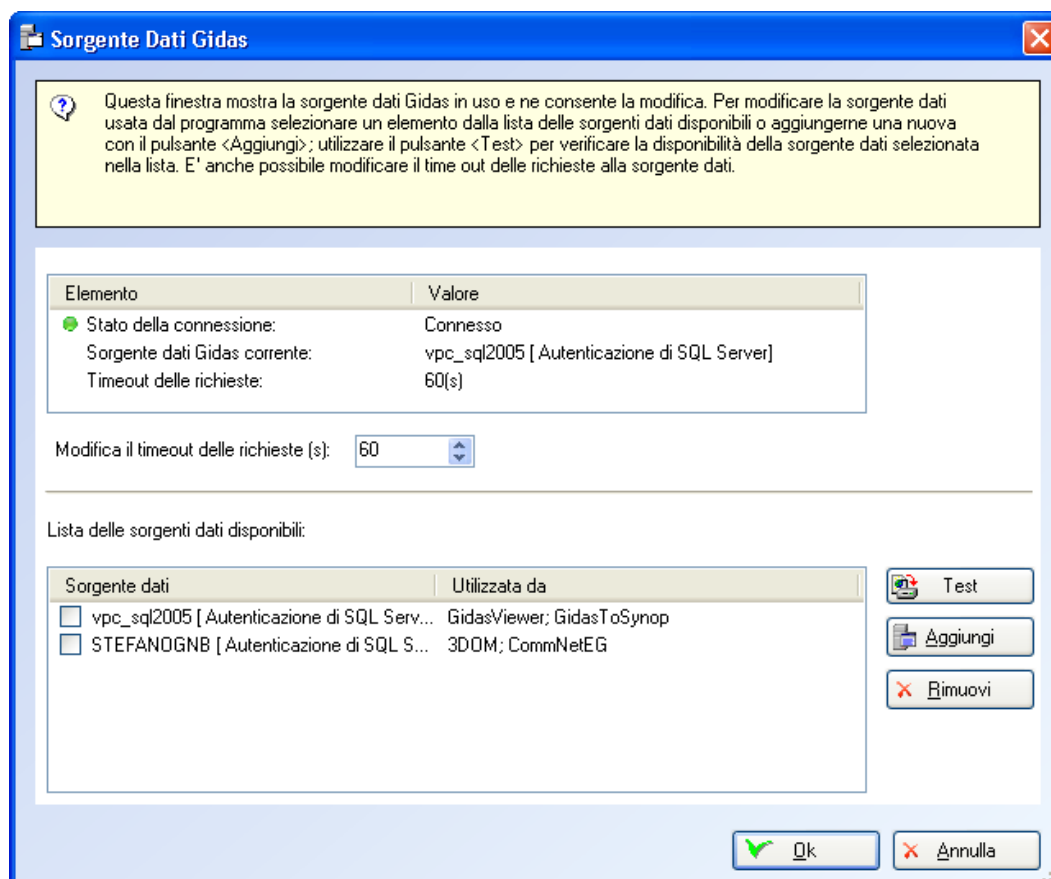 Sorgente Dati Gidas
Questa finestra mostra la sorgente dati Gidas in uso e ne consente la modifica. Per modificare la sorgente dati
usata dal programma selezionare un elemento dalla lista delle sorgenti dati disponibili o aggiungerne una nuova
con il pulsante <Aggiungi>; utilizzare il pulsante <Test> per verificare la disponibilità della sorgente dati selezionata
nella lista. E' anche possibile modificare il time out delle richieste alla sorgente dati.
Elemento Valore
Stato della connessione: Connesso
Sorgente dati Gidas corrente: vpc_sql2005 [ Autenticazione di SQL Server]
Timeout delle richieste: 60(s)
Modifica il timeout delle richieste (s): 60
Lista delle sorgenti dati disponibili:
Sorgente dati Utilizzata da
vpc_sql2005 [ Autenticazione di SQL Serv... GidasViewer; GidasToSynop
STEFANOGNB [ Autenticazione di SQL S... 3DOM; CommNetEG
Test
Aggiungi
Rimuovi
Ok Annulla